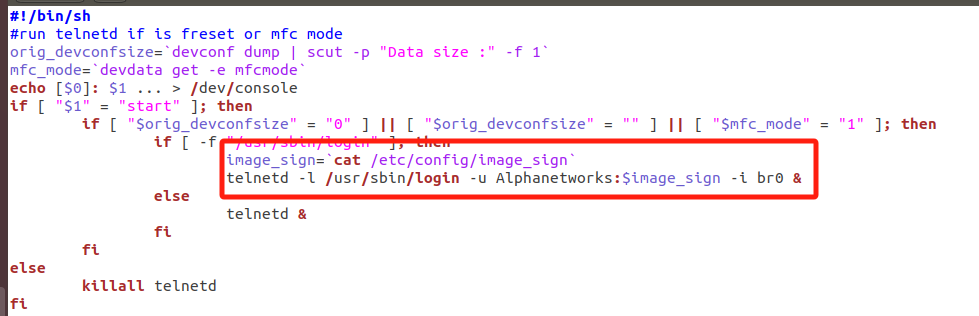 #!/bin/sh
#run telnetd if is freset or mfc mode
orig_devconfsize=`devconf dump | scut -p "Data size :" -f 1`
mfc_mode=`devdata get -e mfcmode`
echo [$0]: $1 ... > /dev/console
if [ "$1" = "start" ]; then
        if [ "$orig_devconfsize" = "0" ] || [ "$orig_devconfsize" = "" ] || [ "$mfc_mode" = "1" ]; then
                if [ -f "/usr/sbin/login" ]; then
                        image_sign=`cat /etc/config/image_sign`
                        telnetd -l /usr/sbin/login -u Alphanetworks:$image_sign -i br0 &
                else
                        telnetd &
                fi
        fi
else
        killall telnetd
fi